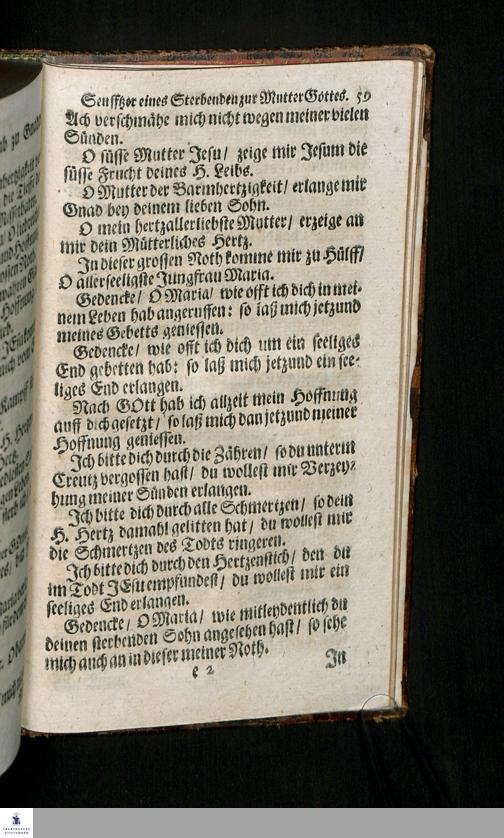 Seufftzer eines Sterbenden zur Mutter Gottes. 59
Ach verschmähe mich nicht wegen meiner vielen
Sünden.
O süsse Mutter Jesu/ zeige mir Jesum die
süsse Frucht deines H. Leibs.
O Mutter der Barmhertzigkeit/ erlange mir
Gnad bey deinem lieben Sohn.
O mein hertzallerliebste Mutter/ erzeige an
mir dein Mütterliches Hertz.
In dieser grossen Noth komme mir zu Hülff/
O allerseeligste Jungfrau Maria.
Gedencke/ O Maria/ wie offt ich dich in mei-
nem Leben hab angeruffen: so laß mich jetzund
meines Gebetts geniessen.
Gedencke/ wie offt ich dich um ein seeliges
End gebetten hab: so laß mich jetzund ein see-
liges End erlangen.
Nach GOtt hab ich allzeit mein Hoffnung
auff dich gesetzt/ so laß mich dan jetzund meiner
Hoffnung geniessen.
Ich bitte dich durch die Zähren/ so du unterm
Creutz vergossen hast/ du wollest mir Verzey-
hung meiner Sünden erlangen.
Ich bitte dich durch alle Schmertzen/ so dein
H. Hertz damahl gelitten hat/ du wollest mir
die Schmertzen des Todts ringeren.
Ich bitte dich durch den Hertzenstich/ den du
im Todt JEsu empfundest/ du wollest mir ein
seeliges End erlangen.
Gedencke/ O Maria/ wie mitleydentlich du
deinen sterbenden Sohn angesehen hast/ so sehe
mich auch an in dieser meiner Noth.
e 2 In
FRANCKESCHE
STIFTUNGEN